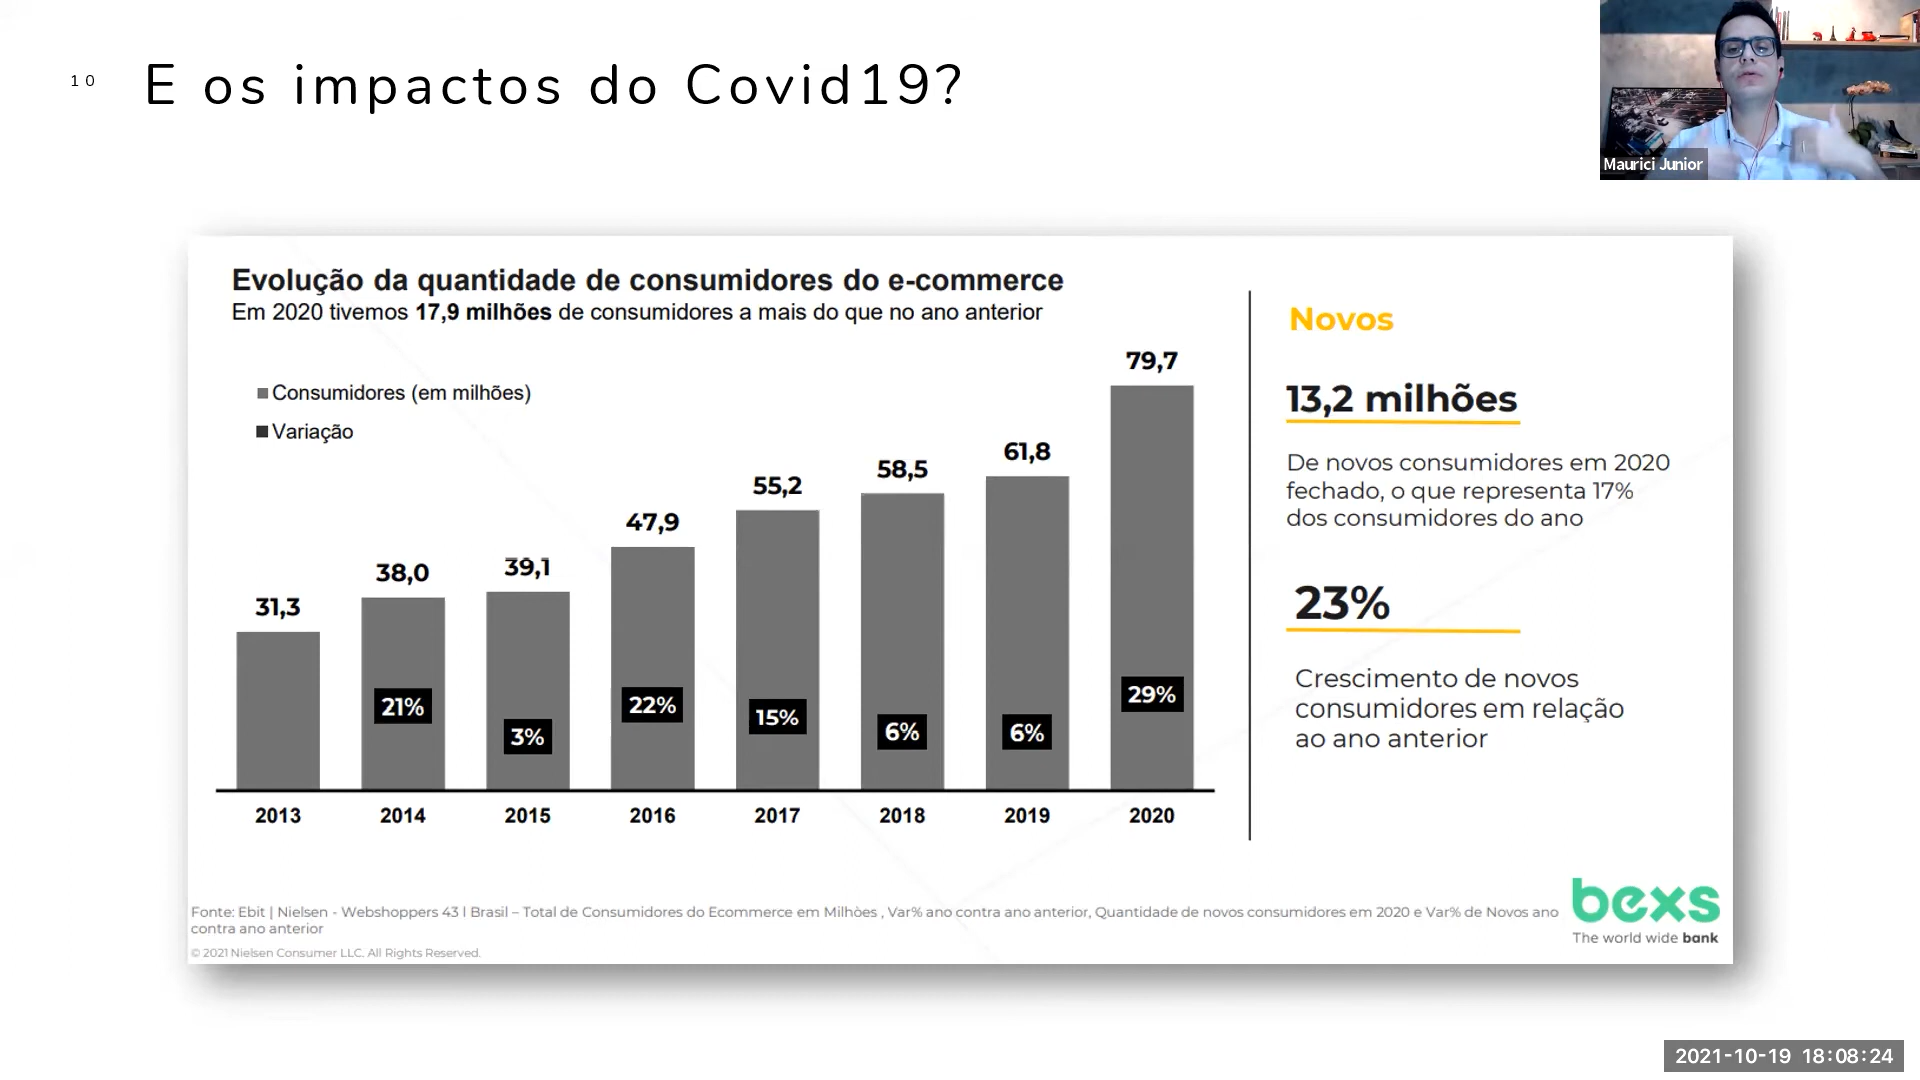 10
E os impactos do Covid19?
Maurici Junior
Evolução da quantidade de consumidores do e-commerce
Em 2020 tivemos 17,9 milhões de consumidores a mais do que no ano anterior
Consumidores (em milhões)
Variação
31,3
38,0
39,1
47,9
55,2
58,5
61,8
79,7
21%
3%
22%
15%
6%
6%
29%
2013
2014
2015
2016
2017
2018
2019
2020
Novos
13,2 milhões
De novos consumidores em 2020
fechado, o que representa 17%
dos consumidores do ano
23%
Crescimento de novos
consumidores em relação
ao ano anterior
Fonte: Ebit | Nielsen - Webshoppers 43 l Brasil – Total de Consumidores do Ecommerce em Milhòes , Var% ano contra ano anterior, Quantidade de novos consumidores em 2020 e Var% de Novos ano
contra ano anterior
© 2021 Nielsen Consumer LLC. All Rights Reserved.
bexs
The world wide bank
2021-10-19 18:08:24